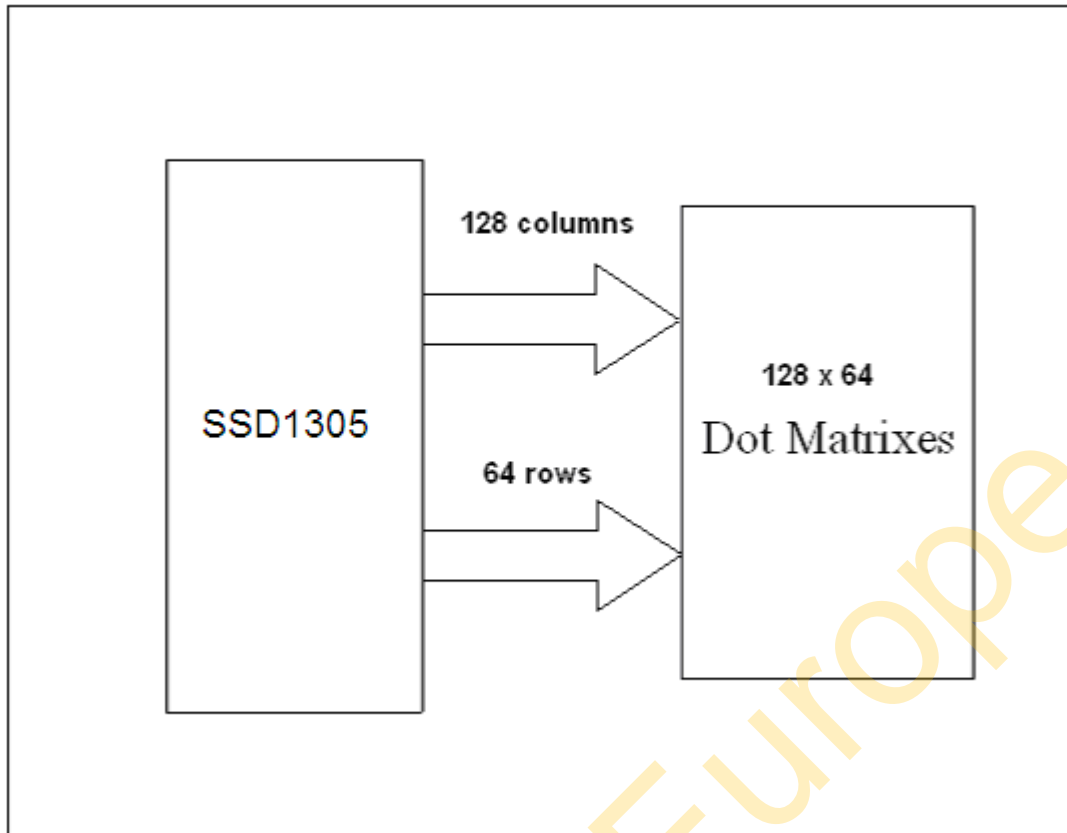 128 columns
SSD1305
128 x 64
Dot Matrixes
64 rows
Europe